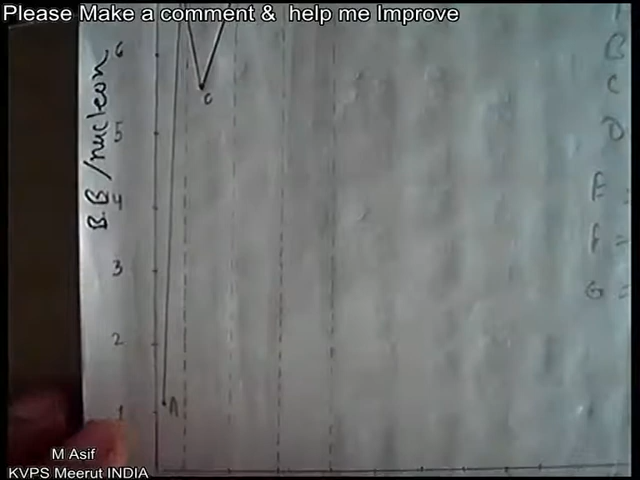 Please Make a comment & help me Improve
6
B
C
C
B.B/nucleon
5
D
4
E
3
F =
G =
2
A
1
M Asif
KVPS Meerut INDIA